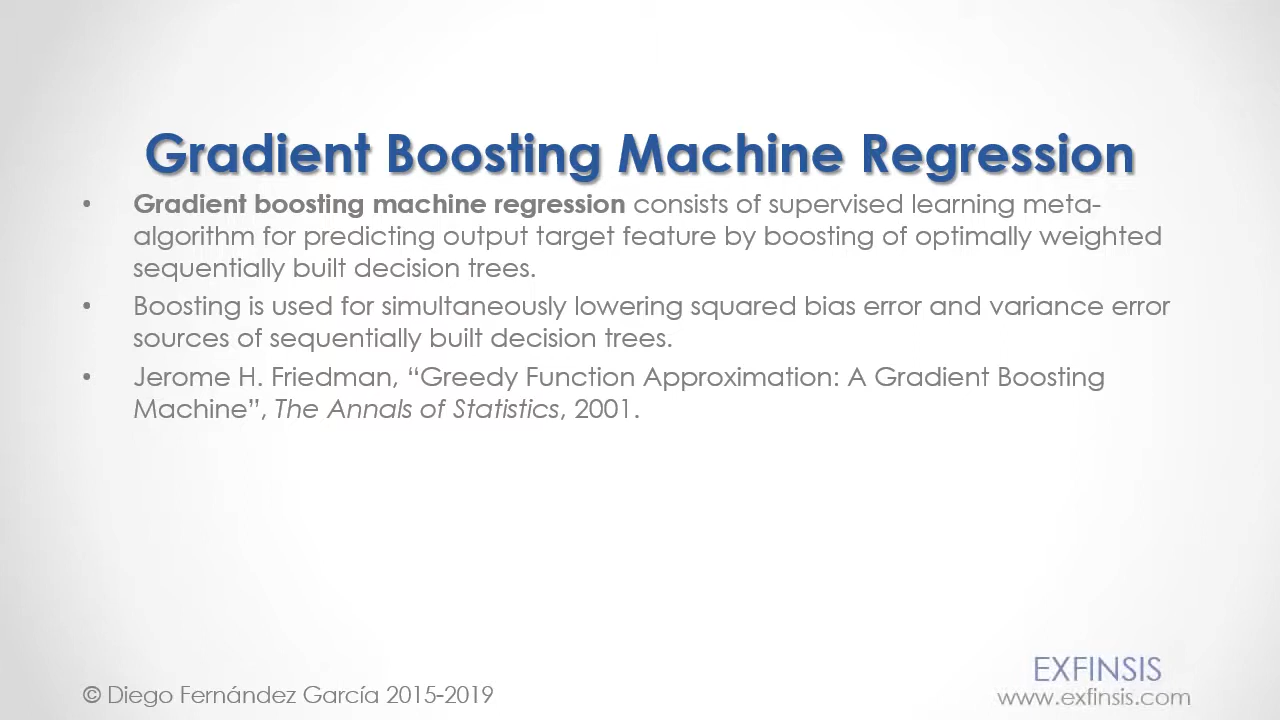 Gradient Boosting Machine Regression
• Gradient boosting machine regression consists of supervised learning meta-
algorithm for predicting output target feature by boosting of optimally weighted
sequentially built decision trees.
• Boosting is used for simultaneously lowering squared bias error and variance error
sources of sequentially built decision trees.
• Jerome H. Friedman, “Greedy Function Approximation: A Gradient Boosting
Machine”, The Annals of Statistics, 2001.
© Diego Fernández García 2015-2019
EXFINSIS
www.exfinsis.com